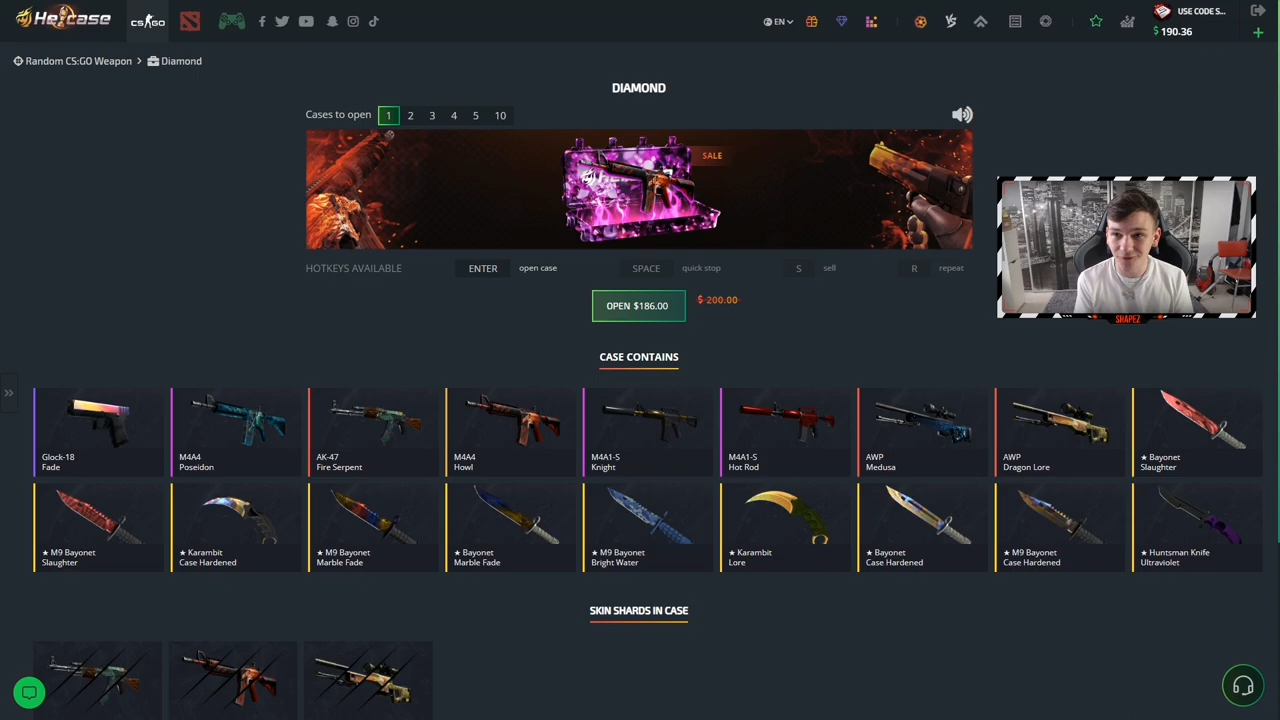 Hellcase
CS:GO
EN
USE CODE S...
$ 190.36
Random CS:GO Weapon > Diamond
DIAMOND
Cases to open 1 2 3 4 5 10
SALE
HOTKEYS AVAILABLE ENTER open case SPACE quick stop S sell R repeat
OPEN $186.00 $ 200.00
SHAPEZ
CASE CONTAINS
Glock-18
Fade
M4A4
Poseidon
AK-47
Fire Serpent
M4A4
Howl
M4A1-S
Knight
M4A1-S
Hot Rod
AWP
Medusa
AWP
Dragon Lore
★ Bayonet
Slaughter
★ M9 Bayonet
Slaughter
★ Karambit
Case Hardened
★ M9 Bayonet
Marble Fade
★ Bayonet
Marble Fade
★ M9 Bayonet
Bright Water
★ Karambit
Lore
★ Bayonet
Case Hardened
★ M9 Bayonet
Case Hardened
★ Huntsman Knife
Ultraviolet
SKIN SHARDS IN CASE